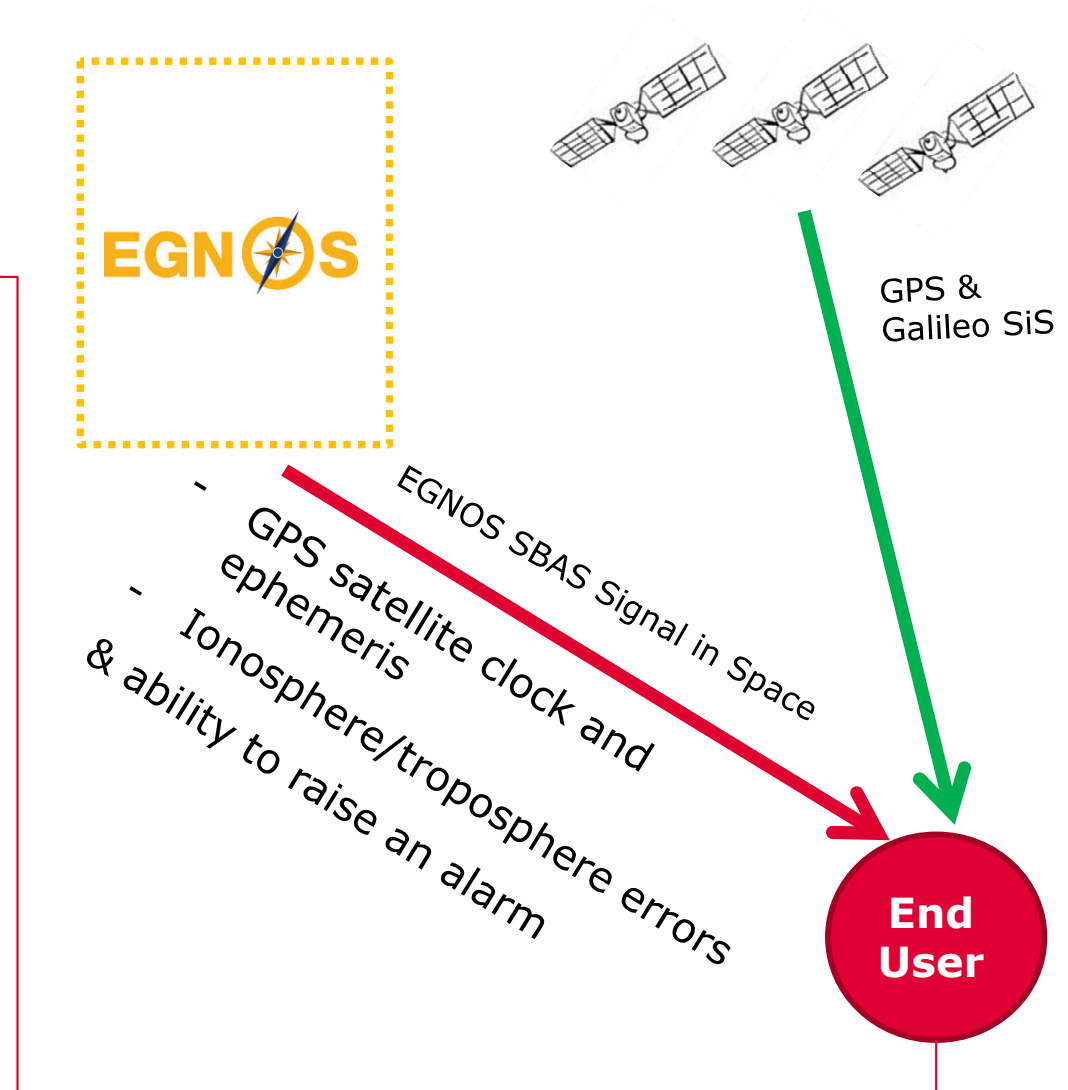 EGNOS
GPS &
Galileo SiS
EGNOS SBAS Signal in Space
- GPS satellite clock and
ephemeris
- Ionosphere/troposphere errors
& ability to raise an alarm
End
User